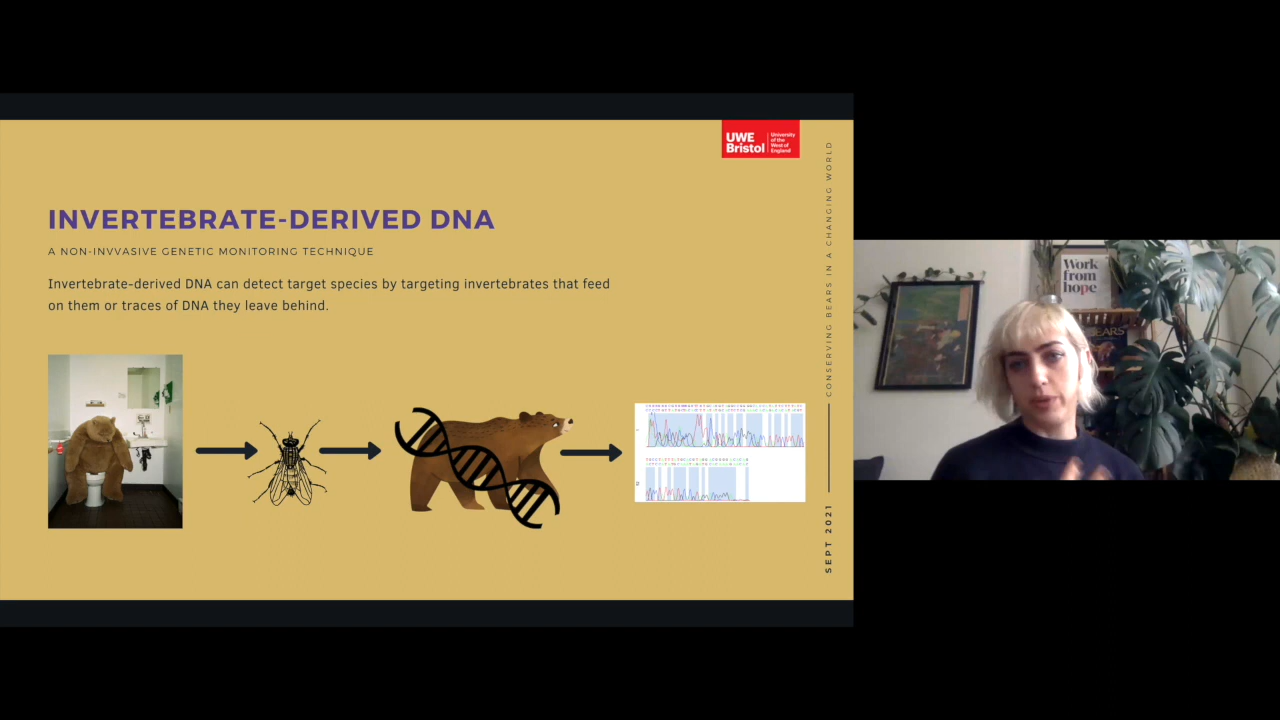 UWE
Bristol
University
of the
West of
England
INVERTEBRATE-DERIVED DNA
A NON-INVVASIVE GENETIC MONITORING TECHNIQUE
Invertebrate-derived DNA can detect target species by targeting invertebrates that feed
on them or traces of DNA they leave behind.
CONSERVING BEARS IN A CHANGING WORLD
SEPT 2021
Work
from
hope
BEARS